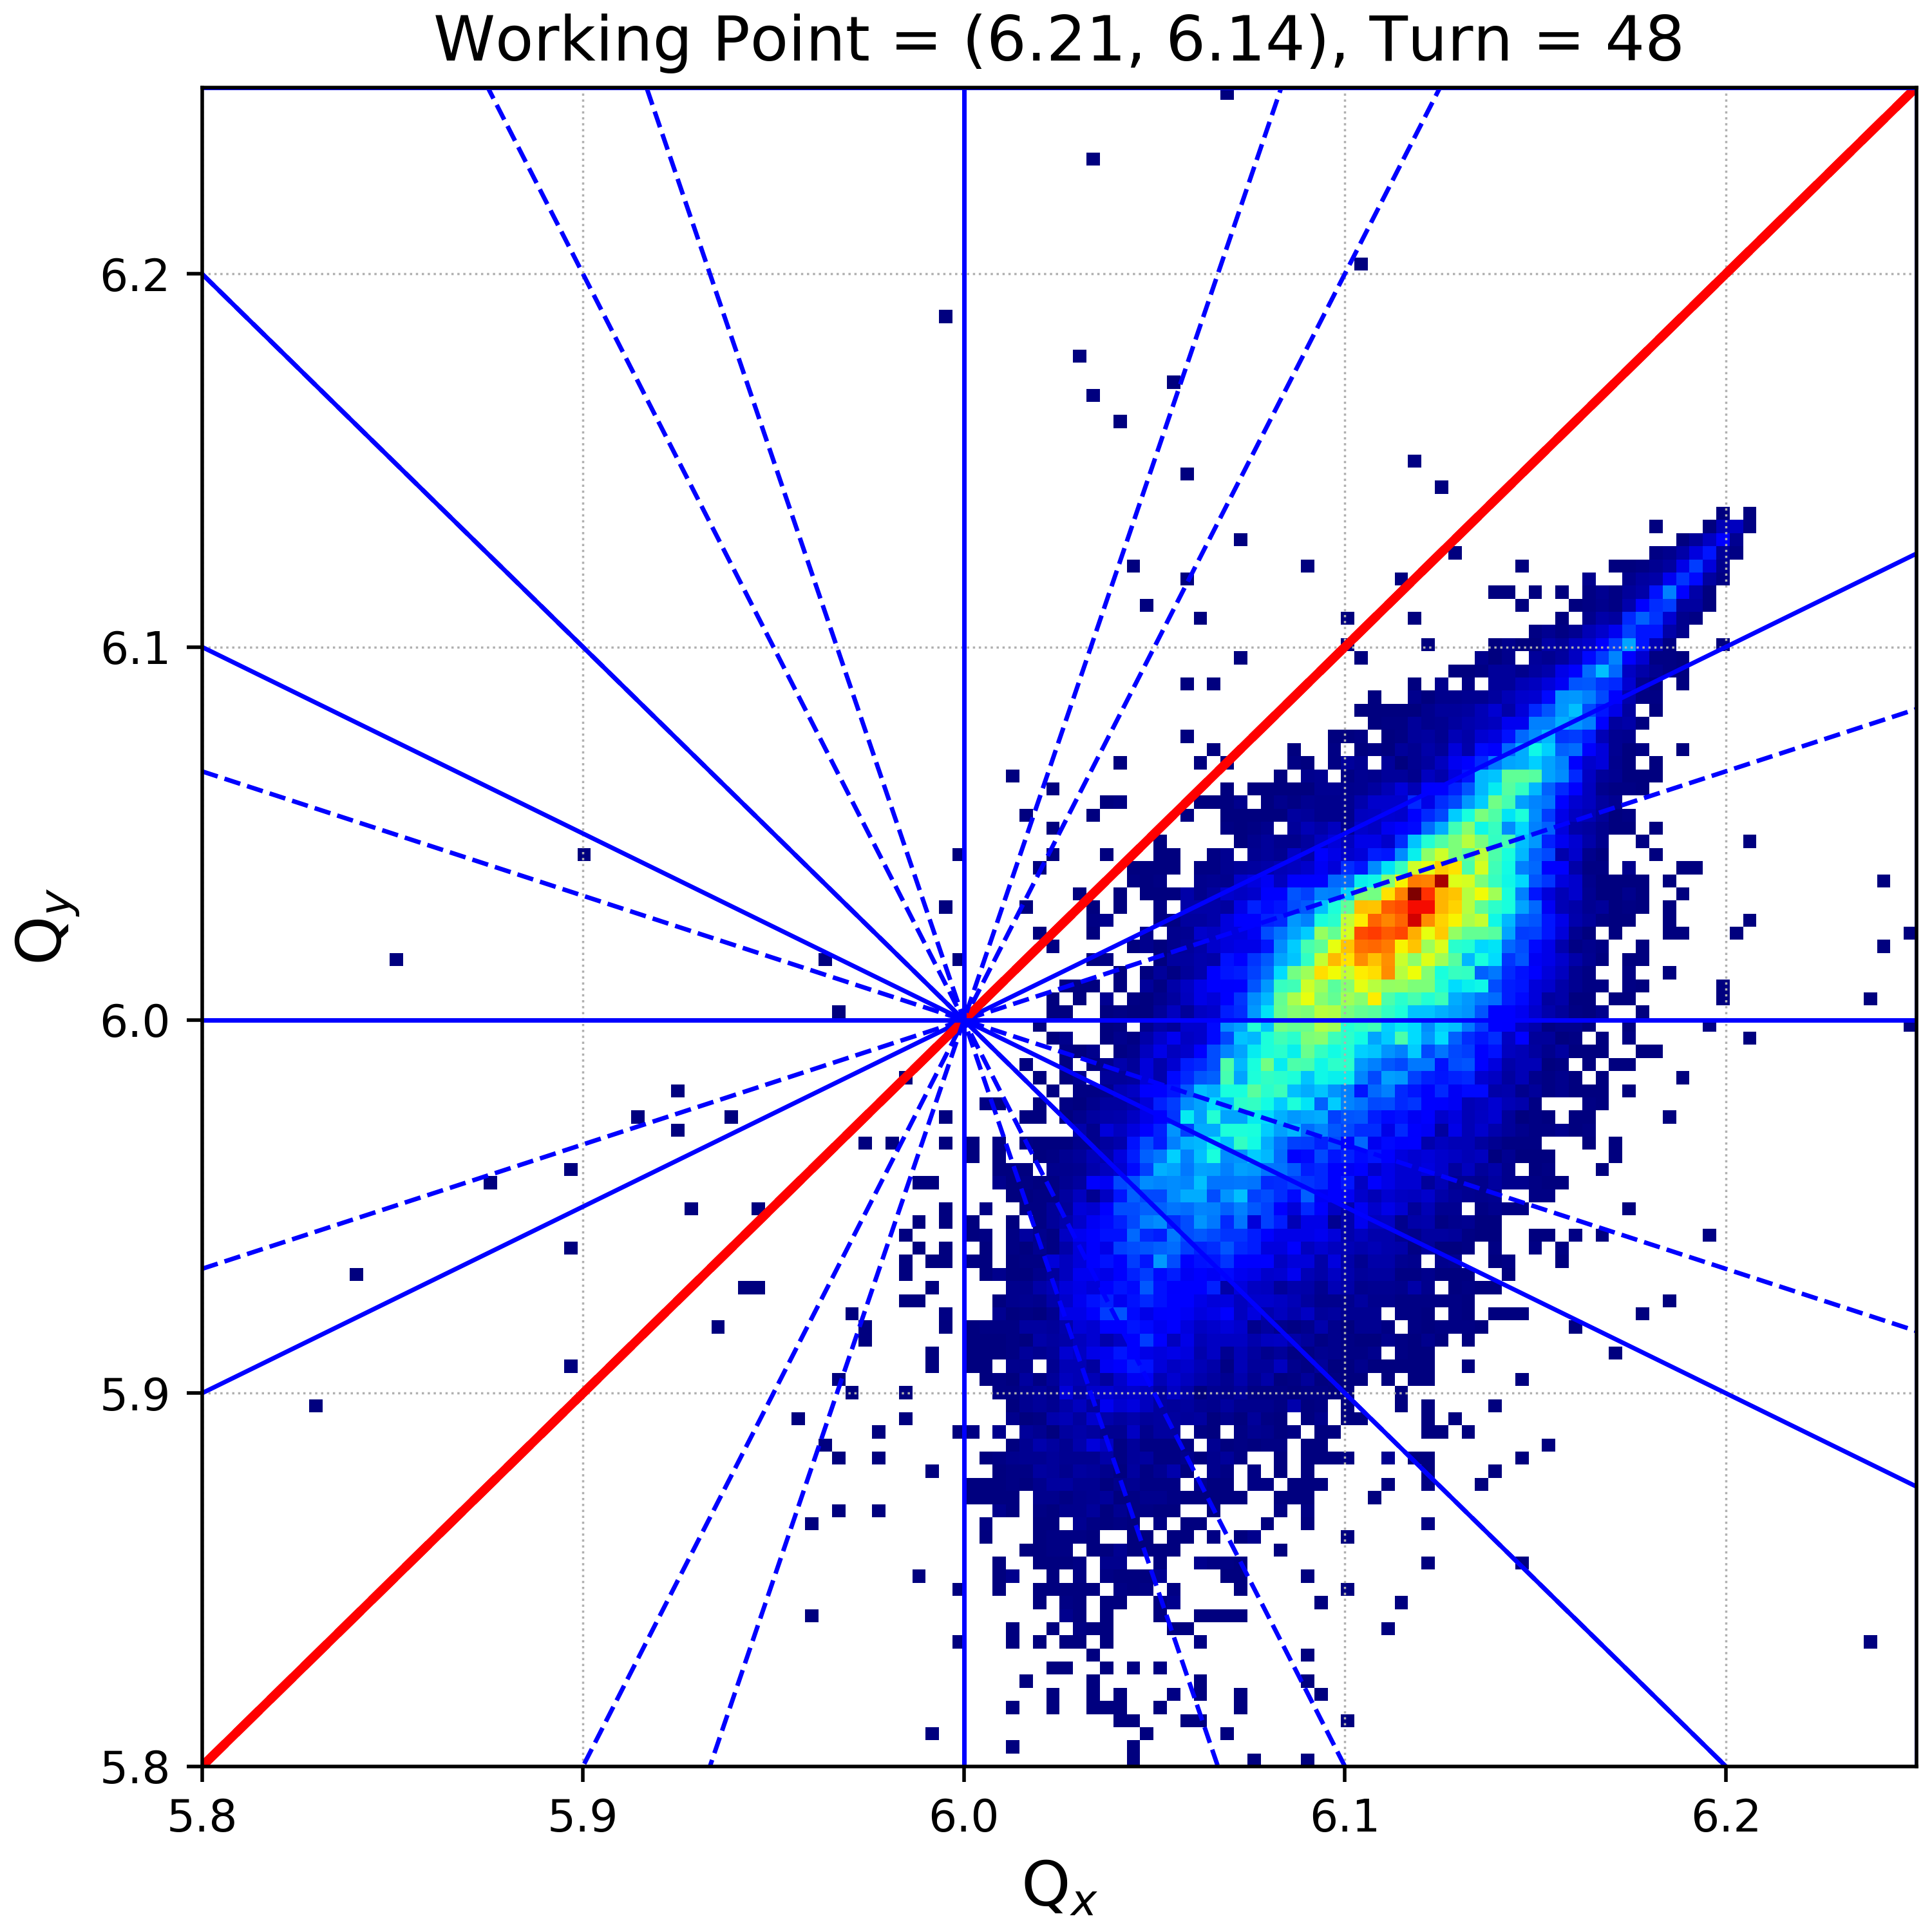 Working Point = (6.21, 6.14), Turn = 48
6.2
6.1
6.0
5.9
5.8
Qy
5.8 5.9 6.0 6.1 6.2
Qx